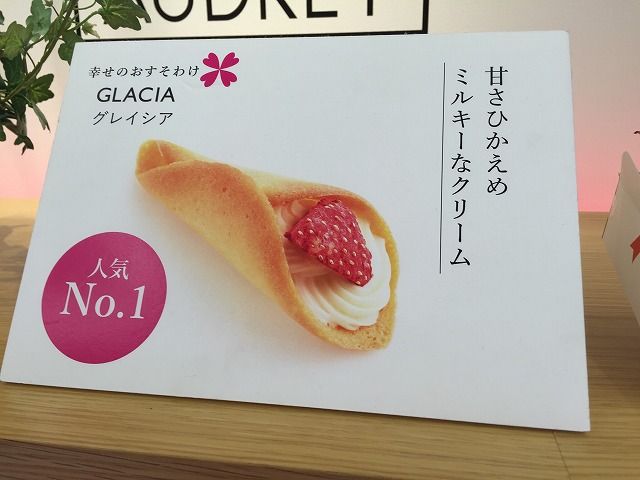 AUDREY
幸せのおすそわけ
GLACIA
グレイシア
甘さひかえめ
ミルキーなクリーム
人気
No.1